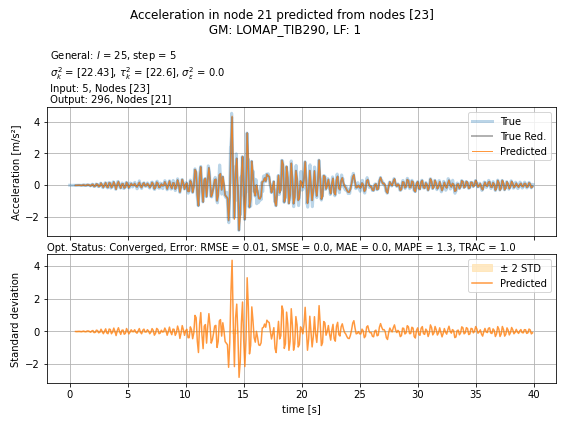 Acceleration in node 21 predicted from nodes [23]
GM: LOMAP_TIB290, LF: 1
General: l = 25, step = 5
σ²ₖ = [22.43], τ²ₖ = [22.6], σ²ε = 0.0
Input: 5, Nodes [23]
Output: 296, Nodes [21]
Acceleration [m/s²]
4
2
0
−2
True
True Red.
Predicted
Opt. Status: Converged, Error: RMSE = 0.01, SMSE = 0.0, MAE = 0.0, MAPE = 1.3, TRAC = 1.0
Standard deviation
4
2
0
−2
± 2 STD
Predicted
0 5 10 15 20 25 30 35 40
time [s]